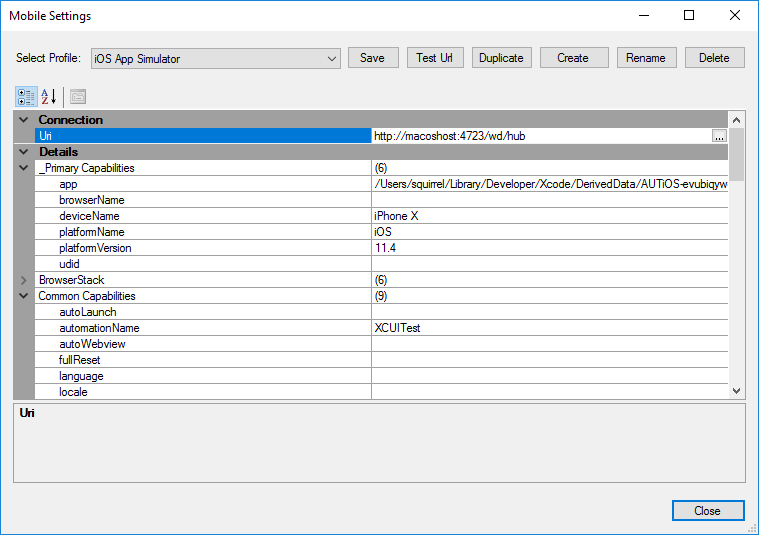 Mobile Settings
Select Profile: iOS App Simulator Save Test Url Duplicate Create Rename Delete
Connection
Uri http://macoshost:4723/wd/hub ...
Details
_Primary Capabilities (6)
app /Users/squirrel/Library/Developer/Xcode/DerivedData/AUTiOS-evubiqyw
browserName
deviceName iPhone X
platformName iOS
platformVersion 11.4
udid
BrowserStack (6)
Common Capabilities (9)
autoLaunch
automationName XCUITest
autoWebview
fullReset
language
locale
Uri
Close